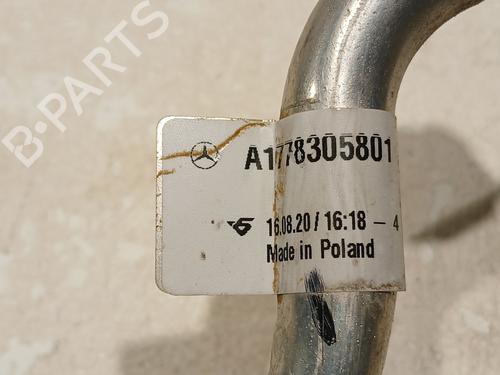 B-PARTS
A1778305801
16.08.20 / 16:18 - 4
Made in Poland